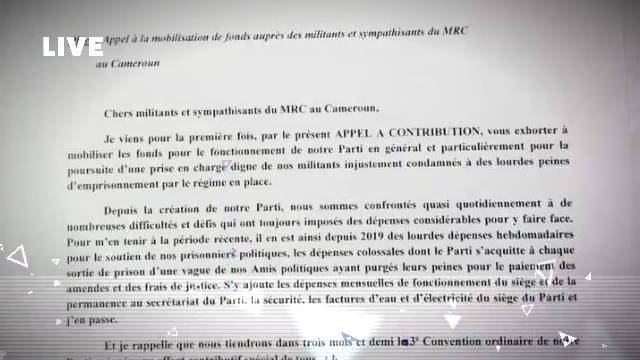 LIVE
Appel à la mobilisation de fonds auprès des militants et sympathisants du MRC
au Cameroun
Chers militants et sympathisants du MRC au Cameroun,
Je viens pour la première fois, par le présent APPEL A CONTRIBUTION, vous exhorter à
mobiliser les fonds pour le fonctionnement de notre Parti en général et particulièrement pour la
poursuite d'une prise en charge digne de nos militants injustement condamnés à des lourdes peines
d'emprisonnement par le régime en place.
Depuis la création de notre Parti, nous sommes confrontés quasi quotidiennement à de
nombreuses difficultés et défis qui ont toujours imposés des dépenses considérables pour y faire face.
Pour m'en tenir à la période récente, il en est ainsi depuis 2019 des lourdes dépenses hebdomadaires
pour le soutien de nos prisonniers politiques, les dépenses colossales dont le Parti s'acquitte à chaque
sortie de prison d'une vague de nos Amis politiques ayant purgés leurs peines pour le paiement des
amendes et des frais de justice. S'y ajoute les dépenses mensuelles de fonctionnement du siège et de la
permanence au secrétariat du Parti, la sécurité, les factures d'eau et d'électricité du siège du Parti et
j'en passe.
Et je rappelle que nous tiendrons dans trois mois et demi la 3e Convention ordinaire de notre
effort contributif spécial de tous